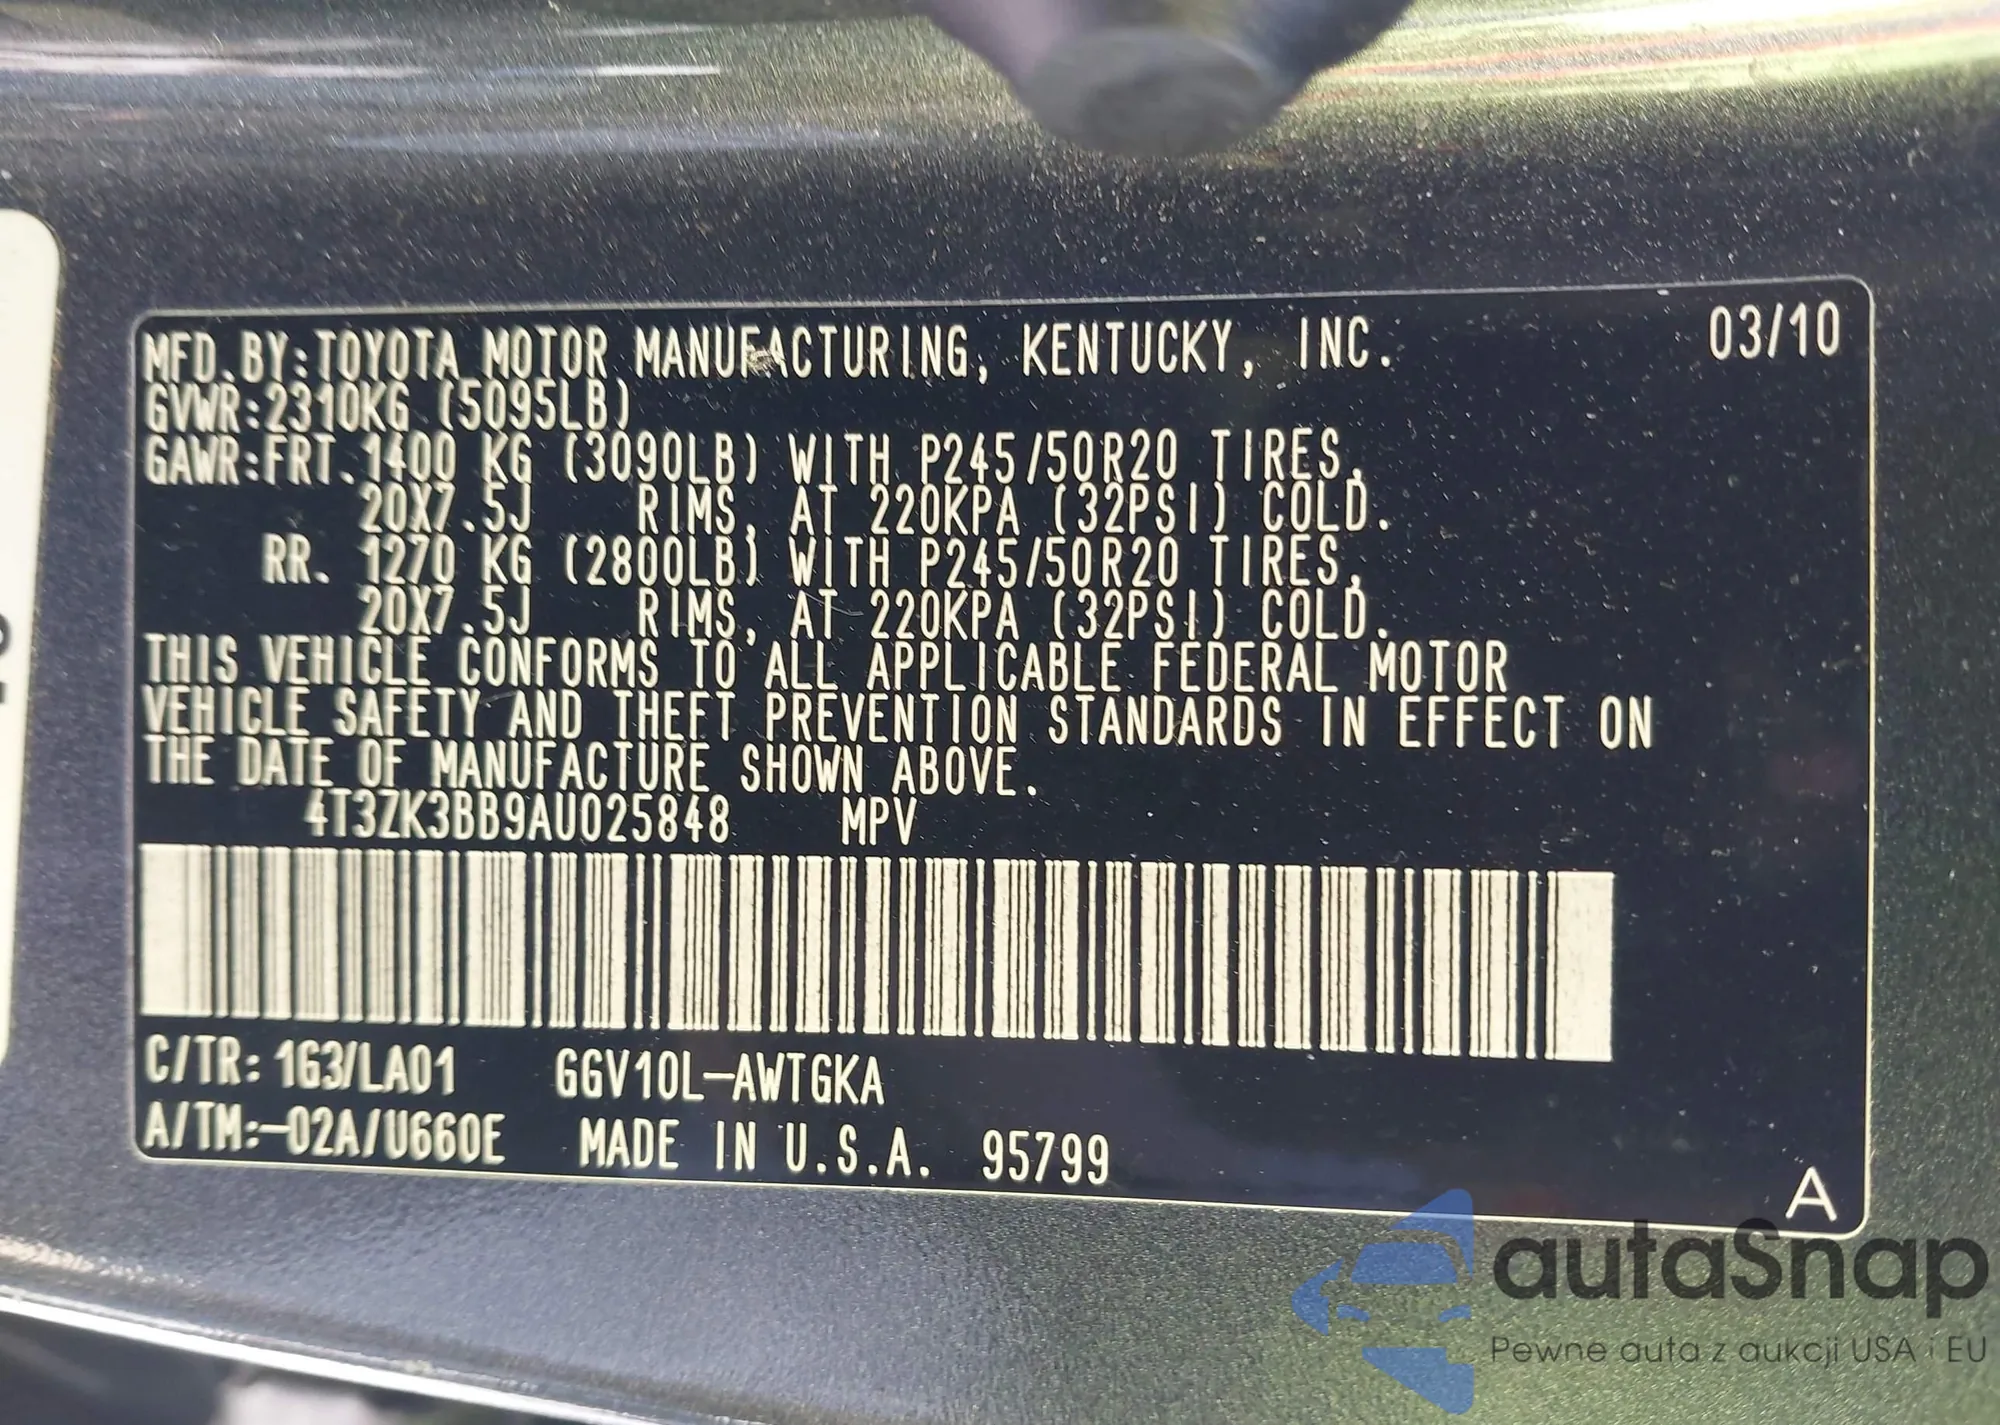 MFD.BY:TOYOTA MOTOR MANUFACTURING, KENTUCKY, INC. 03/10
GVWR:2310KG (5095LB)
GAWR:FRT.1400 KG (3090LB) WITH P245/50R20 TIRES,
20X7.5J RIMS, AT 220KPA (32PSI) COLD.
RR. 1270 KG (2800LB) WITH P245/50R20 TIRES,
20X7.5J RIMS, AT 220KPA (32PSI) COLD.
THIS VEHICLE CONFORMS TO ALL APPLICABLE FEDERAL MOTOR
VEHICLE SAFETY AND THEFT PREVENTION STANDARDS IN EFFECT ON
THE DATE OF MANUFACTURE SHOWN ABOVE.
4T3ZK3BB9AU025848 MPV
C/TR: 163/LA01 GGV10L-AWTGKA
A/TM:-02A/U660E MADE IN U.S.A. 95799
A
autaSnap
Pewne auta z aukcji USA i EU